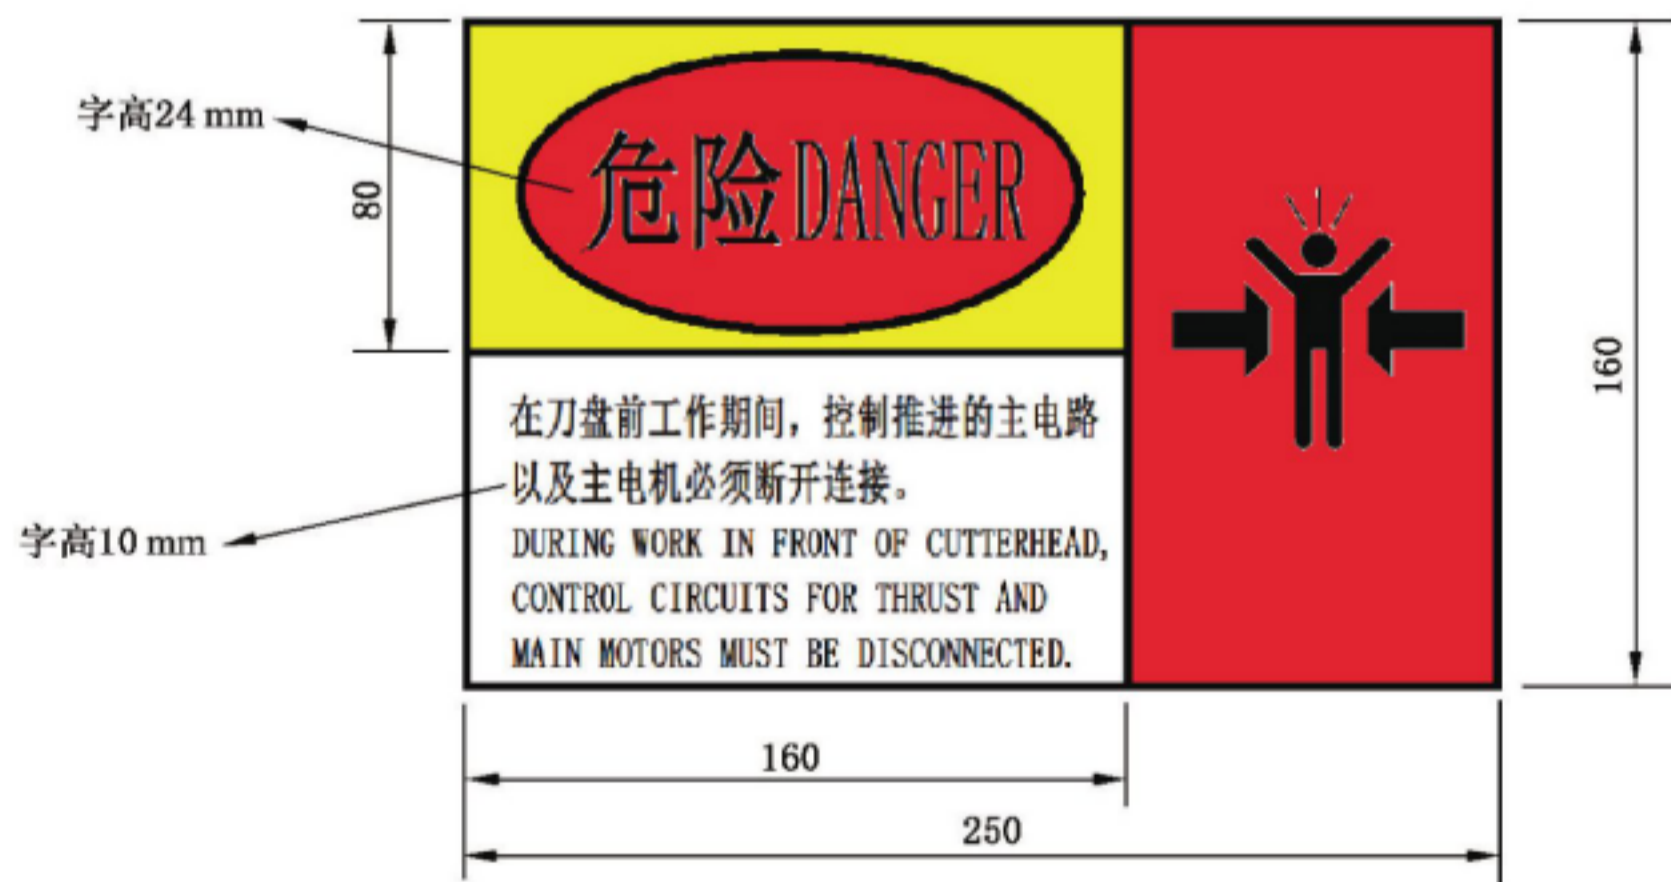 字高24 mm
80
危险DANGER
160
在刀盘前工作期间，控制推进的主电路
以及主电机必须断开连接。
字高10 mm
DURING WORK IN FRONT OF CUTTERHEAD,
CONTROL CIRCUITS FOR THRUST AND
MAIN MOTORS MUST BE DISCONNECTED.
160
250